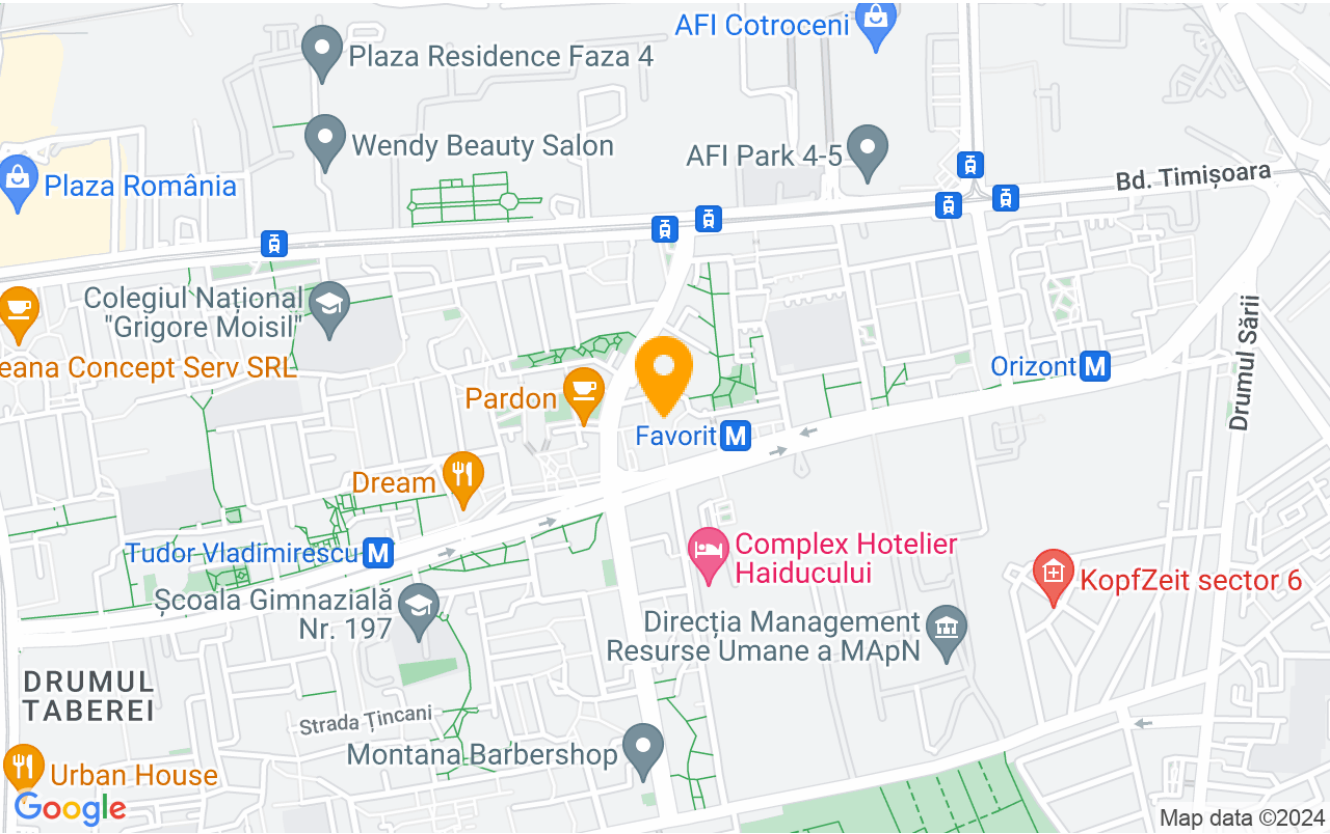 AFI Cotroceni
Plaza Residence Faza 4
Wendy Beauty Salon
AFI Park 4-5
Bd. Timișoara
Plaza România
Colegiul Național
"Grigore Moisil"
eana Concept Serv SRL
Drumul Sării
Orizont M
Pardon
Favorit M
Dream
Tudor Vladimirescu M
Complex Hotelier
Haiducului
KopfZeit sector 6
Școala Gimnazială
Nr. 197
Direcția Management
Resurse Umane a MApN
DRUMUL
TABEREI
Strada Țincani
Montana Barbershop
Urban House
Google
Map data ©2024